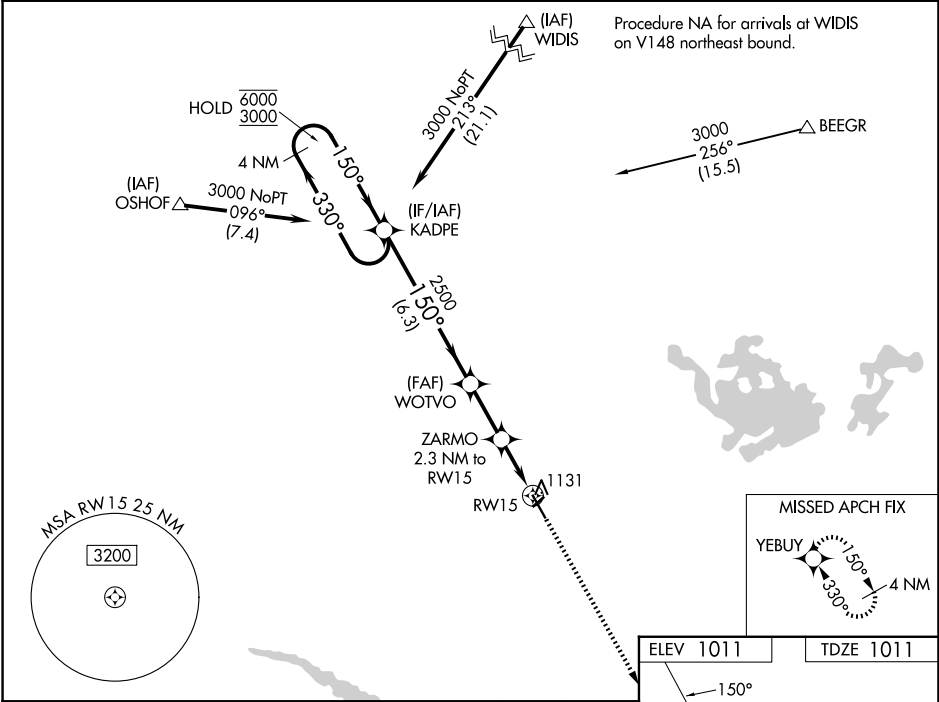 (IAF)
WIDIS
Procedure NA for arrivals at WIDIS
on V148 northeast bound.
HOLD 6000
3000
4 NM
3000 NoPT
213°
(21.1)
3000
256°
(15.5)
BEEGR
150°
330°
(IAF)
OSHOF
3000 NoPT
096°
(7.4)
(IF/IAF)
KADPE
2500
150°
(6.3)
(FAF)
WOTVO
ZARMO
2.3 NM to
RW15
1131
RW15
MSA RW15 25 NM
3200
MISSED APCH FIX
YEBUY
150°
330°
4 NM
ELEV 1011
TDZE 1011
150°